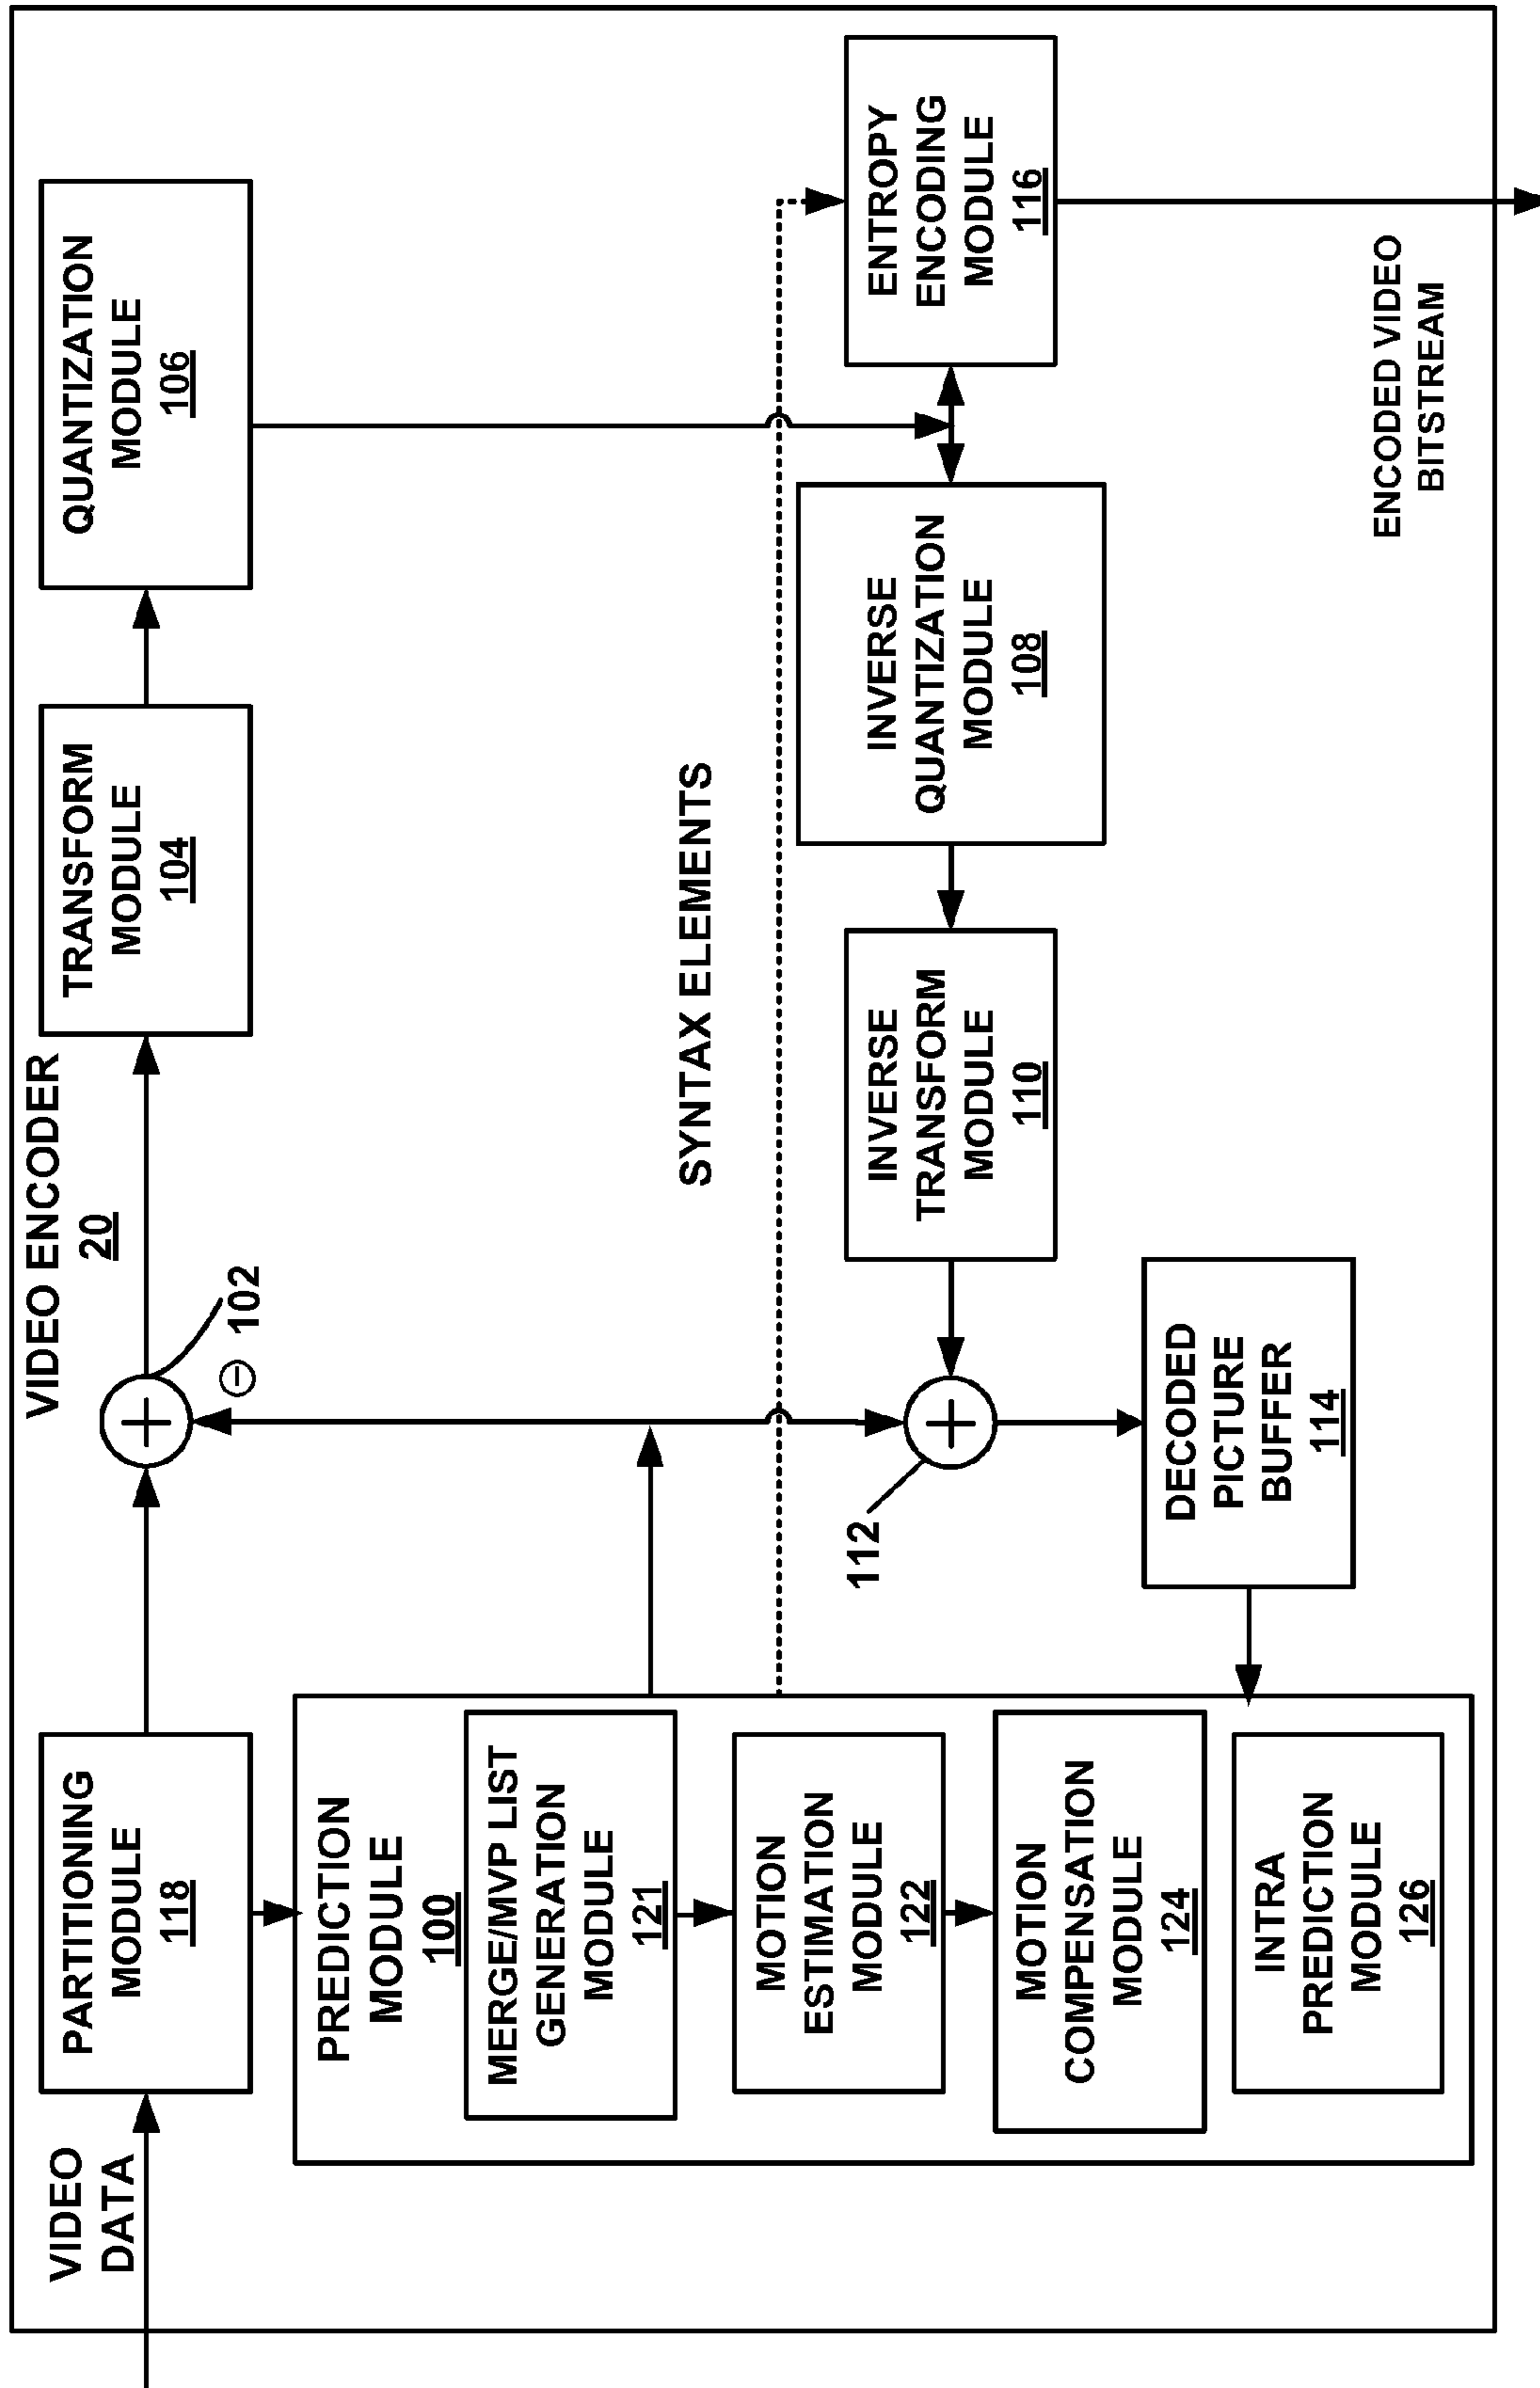 VIDEO ENCODER
20
VIDEO
DATA
PARTITIONING
MODULE
118
102
TRANSFORM
MODULE
104
QUANTIZATION
MODULE
106
PREDICTION
MODULE
100
MERGE/MVP LIST
GENERATION
MODULE
121
MOTION
ESTIMATION
MODULE
122
MOTION
COMPENSATION
MODULE
124
INTRA
PREDICTION
MODULE
126
SYNTAX ELEMENTS
112
INVERSE
TRANSFORM
MODULE
110
INVERSE
QUANTIZATION
MODULE
108
ENTROPY
ENCODING
MODULE
116
DECODED
PICTURE
BUFFER
114
ENCODED VIDEO
BITSTREAM